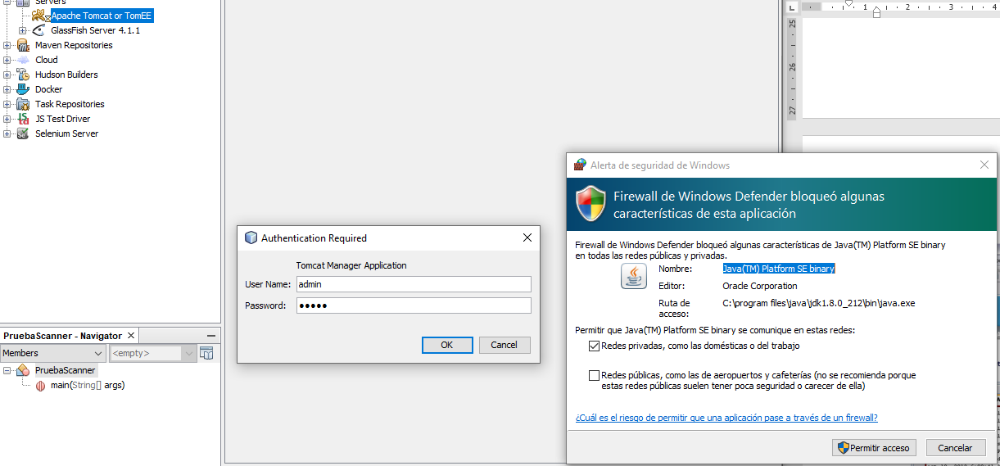 Servers
Apache Tomcat or TomEE
GlassFish Server 4.1.1
Maven Repositories
Cloud
Hudson Builders
Docker
Task Repositories
JS Test Driver
Selenium Server
PruebaScanner - Navigator
Members
<empty>
PruebaScanner
main(String[] args)
Authentication Required
Tomcat Manager Application
User Name: admin
Password: ●●●●●
OK Cancel
1 2 3 4
25
26
27
Alerta de seguridad de Windows
Firewall de Windows Defender bloqueó algunas
características de esta aplicación
Firewall de Windows Defender bloqueó algunas características de Java(TM) Platform SE binary
en todas las redes públicas y privadas.
Nombre: Java(TM) Platform SE binary
Editor: Oracle Corporation
Ruta de
acceso: C:\program files\java\jdk1.8.0_212\bin\java.exe
Permitir que Java(TM) Platform SE binary se comunique en estas redes:
Redes privadas, como las domésticas o del trabajo
Redes públicas, como las de aeropuertos y cafeterías (no se recomienda porque
estas redes públicas suelen tener poca seguridad o carecer de ella)
¿Cuál es el riesgo de permitir que una aplicación pase a través de un firewall?
Permitir acceso Cancelar